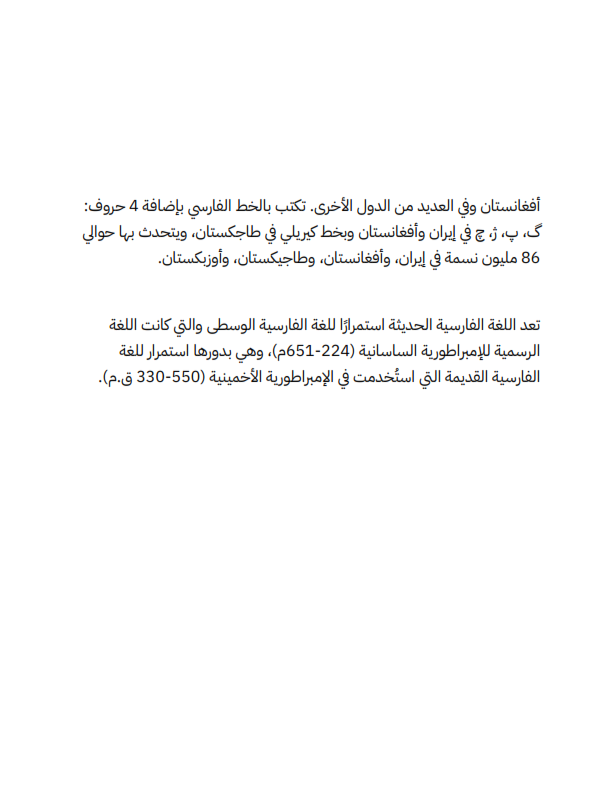 أفغانستان وفي العديد من الدول الأخرى. تكتب بالخط الفارسي بإضافة 4 حروف:
گ، پ، ژ، چ في إيران وأفغانستان وبخط كيريلي في طاجكستان، ويتحدث بها حوالي
86 مليون نسمة في إيران، وأفغانستان، وطاجيكستان، وأوزبكستان.
تعد اللغة الفارسية الحديثة استمرارًا للغة الفارسية الوسطى والتي كانت اللغة
الرسمية للإمبراطورية الساسانية (224-651م)، وهي بدورها استمرار للغة
الفارسية القديمة التي استُخدمت في الإمبراطورية الأخمينية (550-330 ق.م).